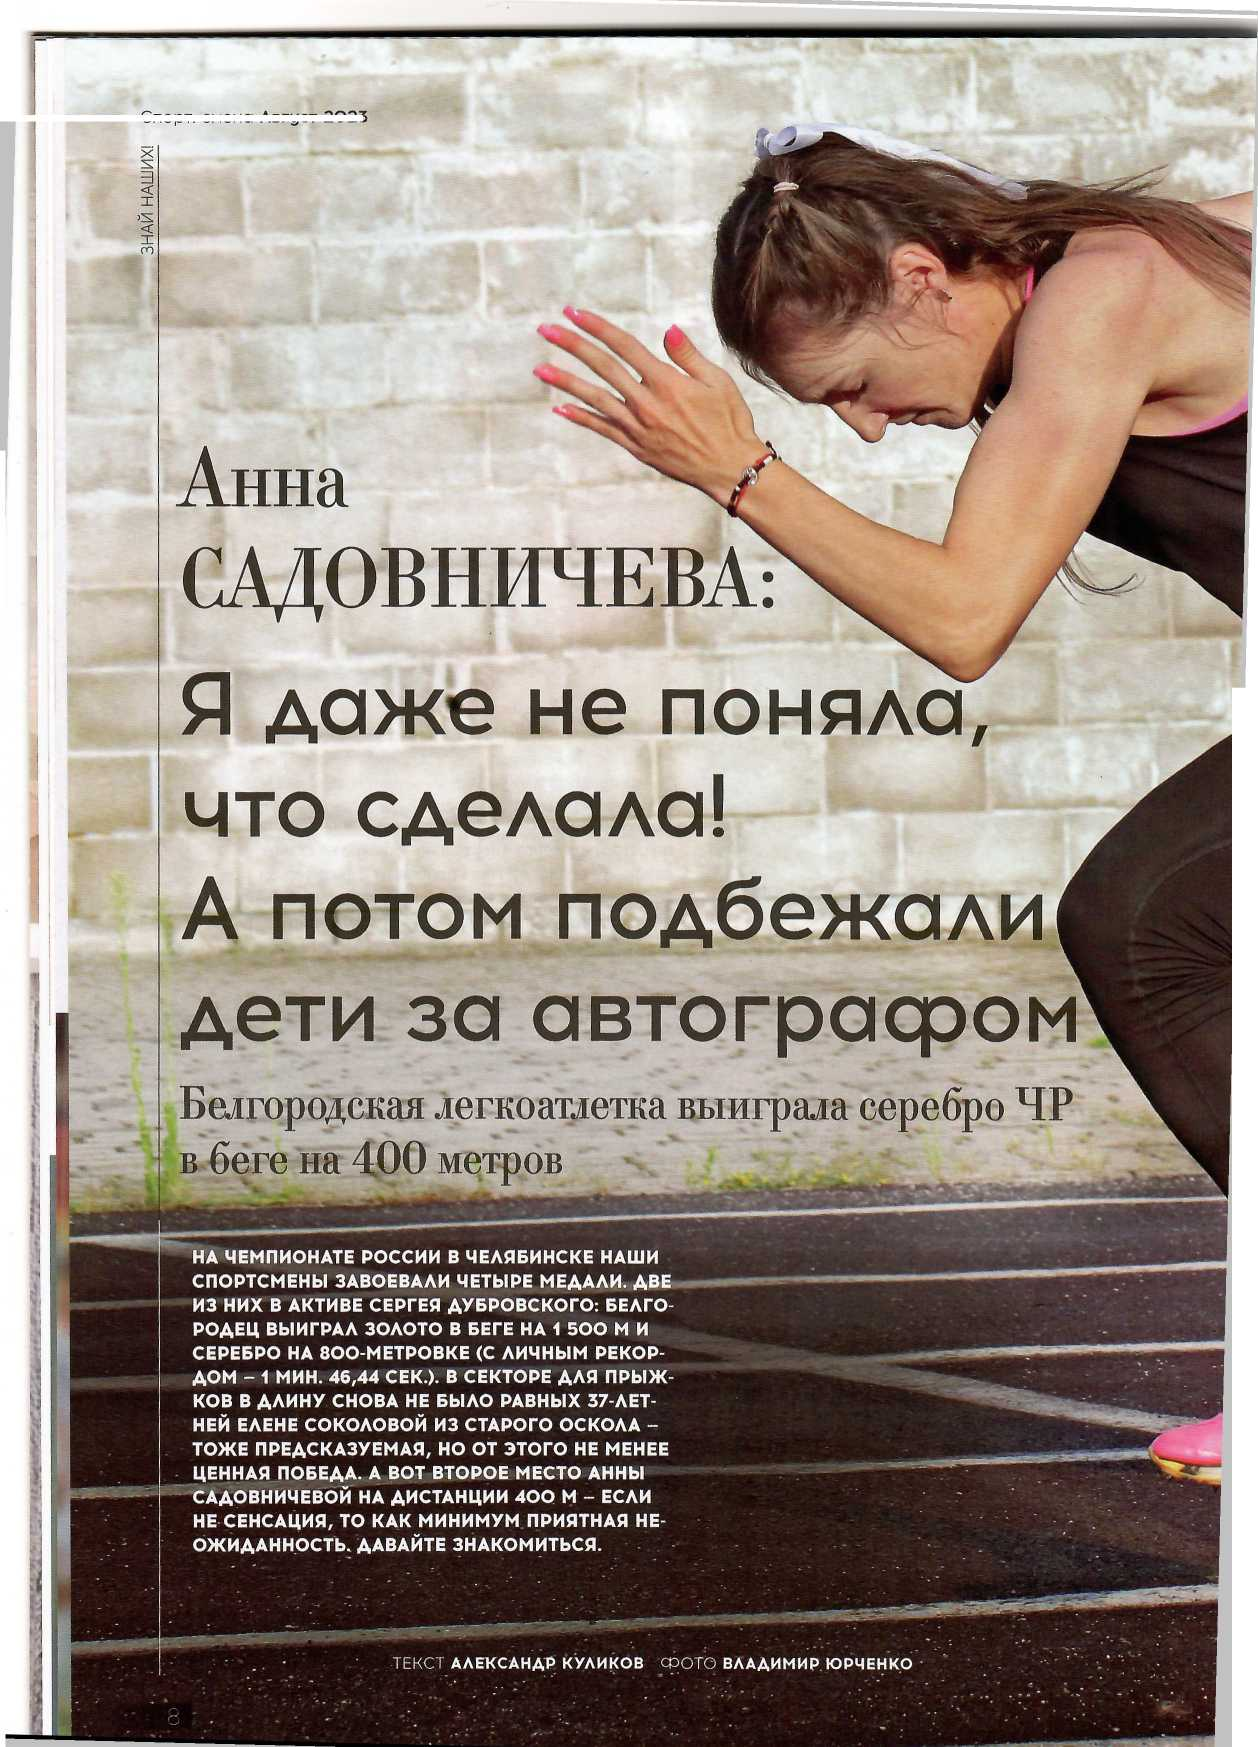 Спорт. смена Август 2023
ЗНАЙ НАШИХ!
Анна
САДОВНИЧЕВА:
Я даже не поняла,
что сделала!
А потом подбежали
дети за автографом
Белгородская легкоатлетка выиграла серебро ЧР
в беге на 400 метров
НА ЧЕМПИОНАТЕ РОССИИ В ЧЕЛЯБИНСКЕ НАШИ
СПОРТСМЕНЫ ЗАВОЕВАЛИ ЧЕТЫРЕ МЕДАЛИ. ДВЕ
ИЗ НИХ В АКТИВЕ СЕРГЕЯ ДУБРОВСКОГО: БЕЛГО-
РОДЕЦ ВЫИГРАЛ ЗОЛОТО В БЕГЕ НА 1 500 М И
СЕРЕБРО НА 800-МЕТРОВКЕ (С ЛИЧНЫМ РЕКОР-
ДОМ – 1 МИН. 46,44 СЕК.). В СЕКТОРЕ ДЛЯ ПРЫЖ-
КОВ В ДЛИНУ СНОВА НЕ БЫЛО РАВНЫХ 37-ЛЕТ-
НЕЙ ЕЛЕНЕ СОКОЛОВОЙ ИЗ СТАРОГО ОСКОЛА –
ТОЖЕ ПРЕДСКАЗУЕМАЯ, НО ОТ ЭТОГО НЕ МЕНЕЕ
ЦЕННАЯ ПОБЕДА. А ВОТ ВТОРОЕ МЕСТО АННЫ
САДОВНИЧЕВОЙ НА ДИСТАНЦИИ 400 М – ЕСЛИ
НЕ СЕНСАЦИЯ, ТО КАК МИНИМУМ ПРИЯТНАЯ НЕ-
ОЖИДАННОСТЬ. ДАВАЙТЕ ЗНАКОМИТЬСЯ.
ТЕКСТ АЛЕКСАНДР КУЛИКОВ ФОТО ВЛАДИМИР ЮРЧЕНКО
8